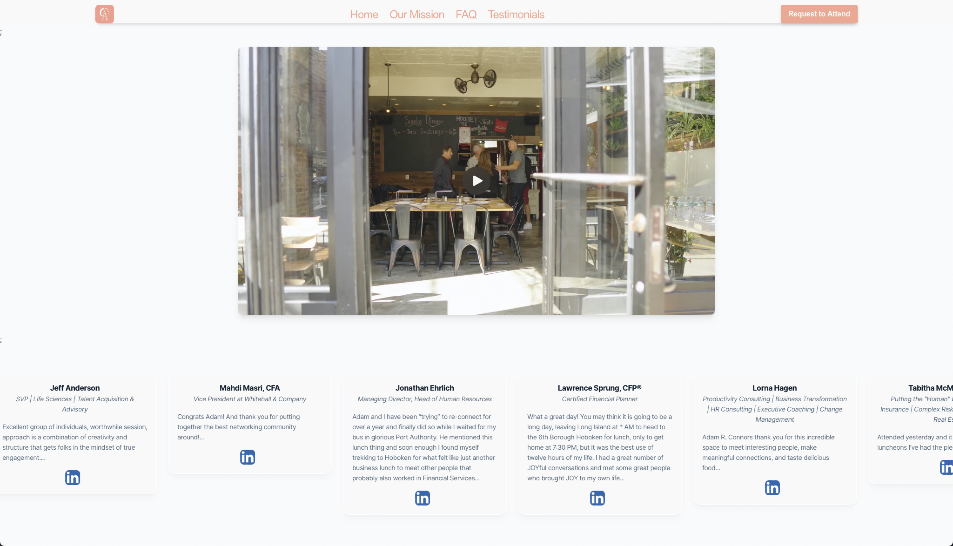 Home Our Mission FAQ Testimonials Request to Attend
;
;
Jeff Anderson
SVP | Life Sciences | Talent Acquisition &
Advisory
Excellent group of individuals, worthwhile session,
approach is a combination of creativity and
structure that gets folks in the mindset of true
engagement....
Mahdi Masri, CFA
Vice President at Whitehall & Company
Congrats Adam! And thank you for putting
together the best networking community
around!...
Jonathan Ehrlich
Managing Director, Head of Human Resources
Adam and I have been "trying" to re-connect for
over a year and finally did so while I waited for my
bus in glorious Port Authority. He mentioned this
lunch thing and soon enough I found myself
trekking to Hoboken for what felt like just another
business lunch to meet other people that
probably also worked in Financial Services...
Lawrence Sprung, CFP®
Certified Financial Planner
What a great day! You may think it is going to be a
long day, leaving Long Island at * AM to head to
the 6th Borough Hoboken for lunch, only to get
home at 7:30 PM, but it was the best use of
twelve hours of my life. I had a great number of
JOYful conversations and met some great people
who brought JOY to my own life...
Lorna Hagen
Productivity Consulting | Business Transformation
| HR Consulting | Executive Coaching | Change
Management
Adam R. Connors thank you for this incredible
space to meet interesting people, make
meaningful connections, and taste delicious
food...
Tabitha McM
Putting the "Human"
Insurance | Complex Ris
Real Es
Attended yesterday and it
luncheons I've had the ple